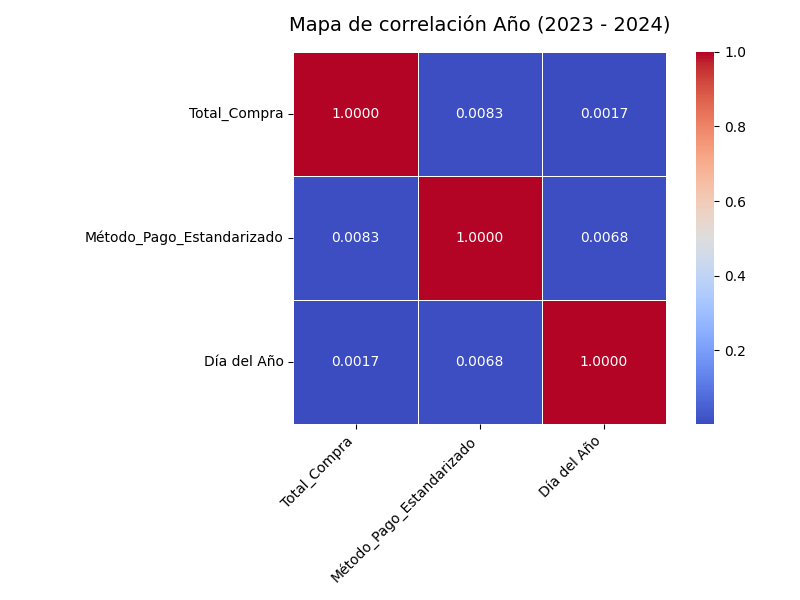 Mapa de correlación Año (2023 - 2024)
Total_Compra
1.0000 0.0083 0.0017
1.0
0.8
Método_Pago_Estandarizado
0.0083 1.0000 0.0068
0.6
0.4
Día del Año
0.0017 0.0068 1.0000
0.2
Total_Compra
Método_Pago_Estandarizado
Día del Año